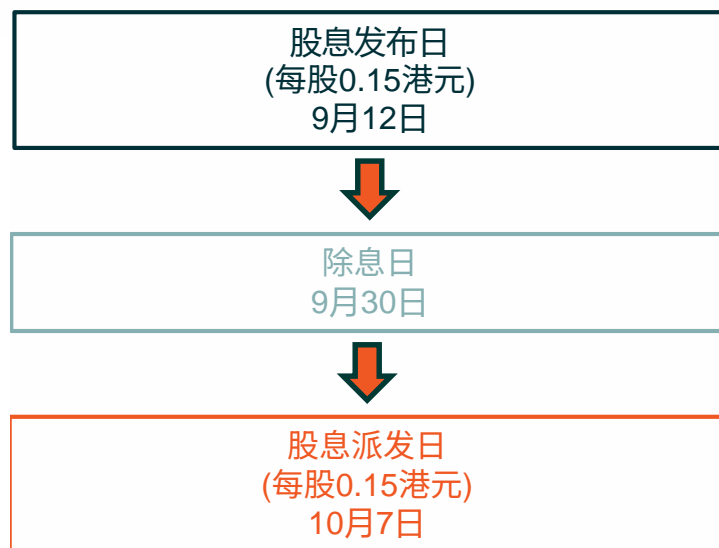 股息发布日
(每股0.15港元)
9月12日
除息日
9月30日
股息派发日
(每股0.15港元)
10月7日